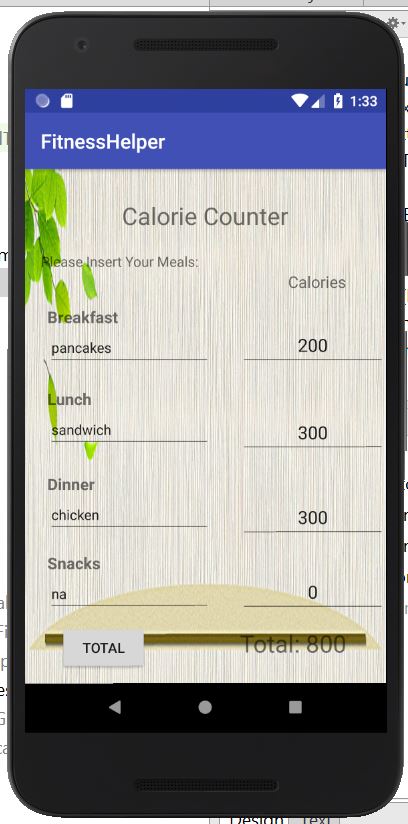 1:33
FitnessHelper
Calorie Counter
Please Insert Your Meals:
Calories
Breakfast
pancakes 200
Lunch
sandwich 300
Dinner
chicken 300
Snacks
na 0
TOTAL Total: 800
Design Text